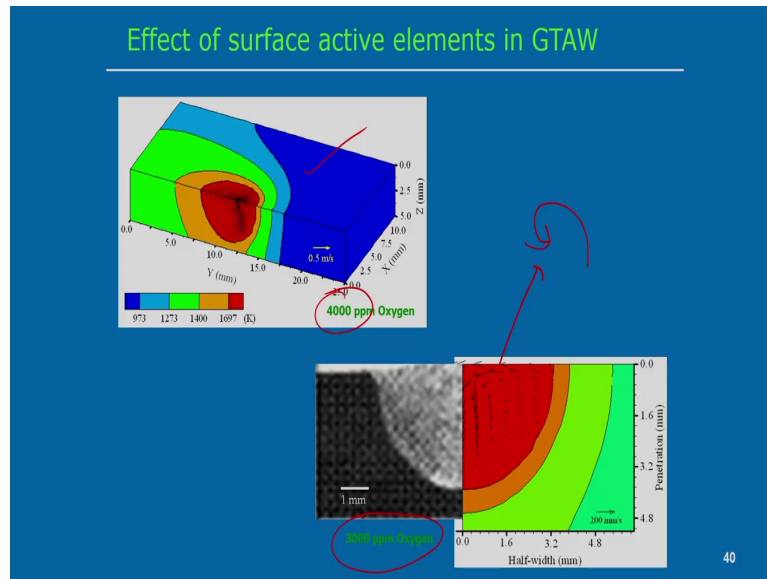 Effect of surface active elements in GTAW
0.0
2.5
5.0
Z (mm)
10.0
7.5
5.0
2.5
0.0
X (mm)
0.0
5.0
10.0
15.0
20.0
Y (mm)
0.5 m/s
973 1273 1400 1697 (K)
4000 ppm Oxygen
1 mm
3000 ppm Oxygen
0.0
1.6
3.2
4.8
Penetration (mm)
200 mm/s
0.0 1.6 3.2 4.8
Half-width (mm)
40